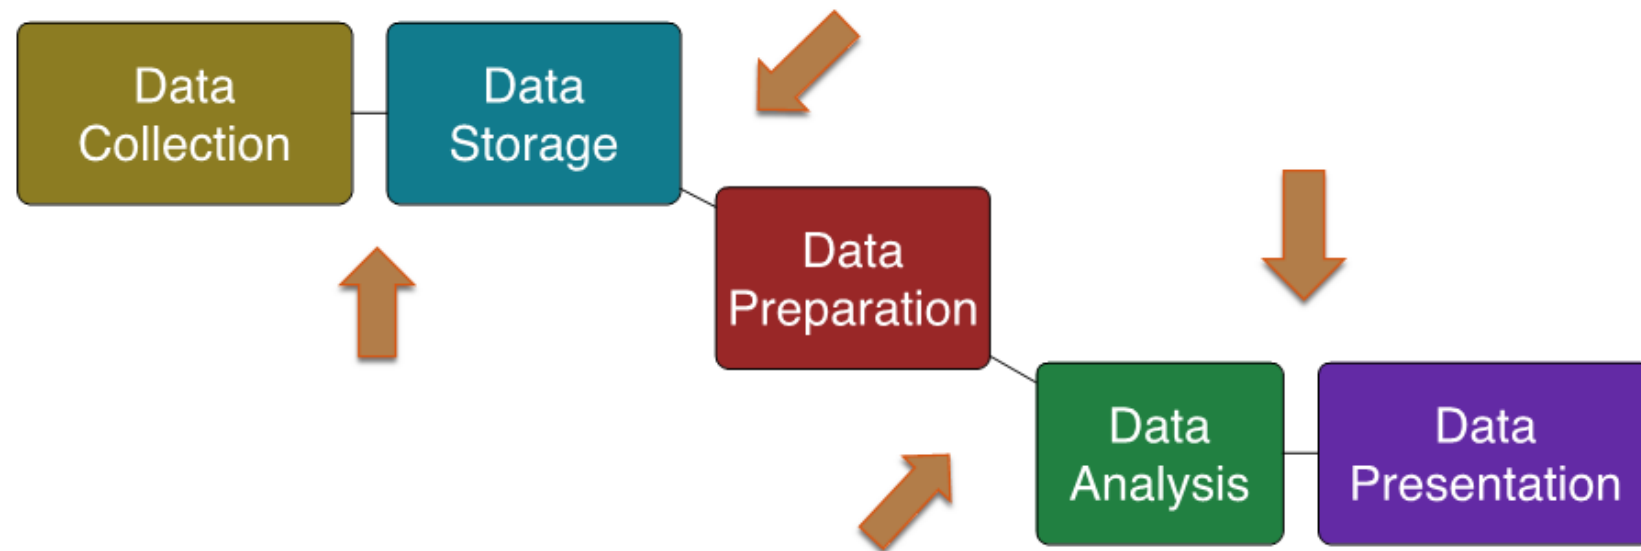 Data
Collection
Data
Storage
Data
Preparation
Data
Analysis
Data
Presentation